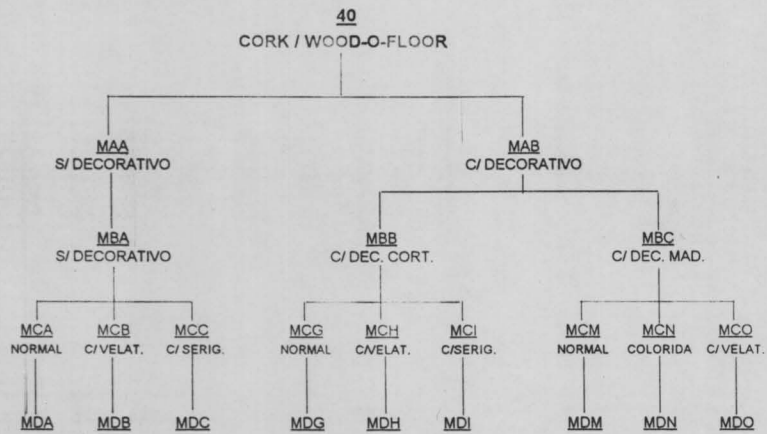 40
CORK / WOOD-O-FLOOR
MAA
S/ DECORATIVO
MAB
C/ DECORATIVO
MBA
S/ DECORATIVO
MBB
C/ DEC. CORT.
MBC
C/ DEC. MAD.
MCA
NORMAL
MCB
C/ VELAT.
MCC
C/ SERIG.
MCG
NORMAL
MCH
C/VELAT.
MCI
C/SERIG.
MCM
NORMAL
MCN
COLORIDA
MCO
C/ VELAT.
MDA
MDB
MDC
MDG
MDH
MDI
MDM
MDN
MDO